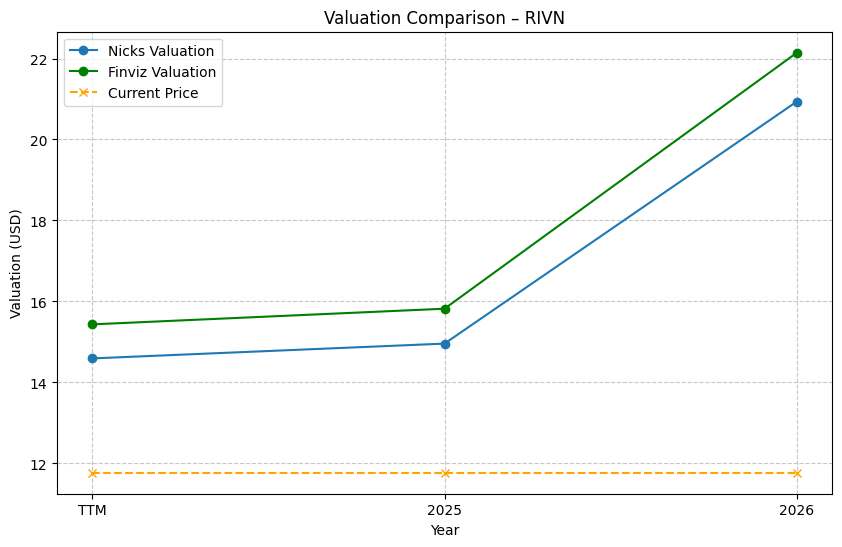 Valuation Comparison – RIVN
Nicks Valuation
Finviz Valuation
Current Price
Valuation (USD)
22
20
18
16
14
12
TTM
2025
2026
Year